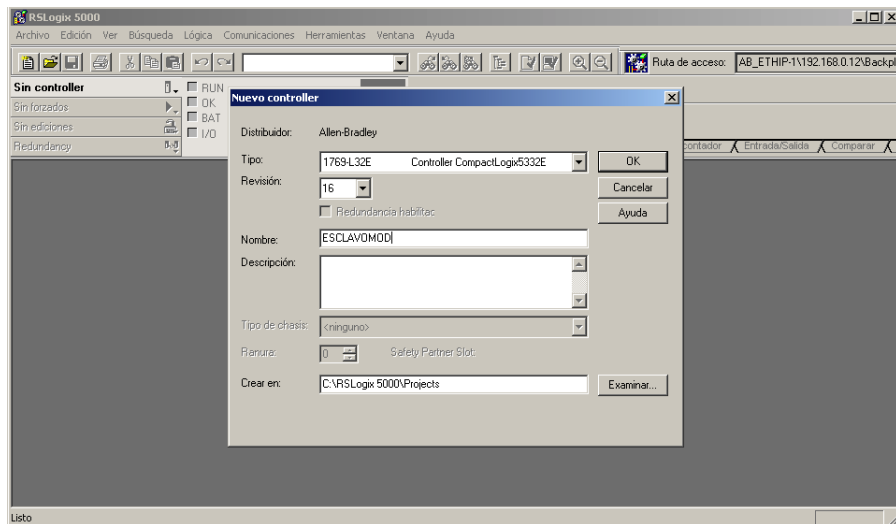 RSLogix 5000
Archivo Edición Ver Búsqueda Lógica Comunicaciones Herramientas Ventana Ayuda
Ruta de acceso: AB_ETHIP-1\192.168.0.12\Backpl
Sin controller
RUN
Sin forzados
OK
Sin ediciones
BAT
Redundancy
I/O
contador Entrada/Salida Comparar
Nuevo controller
Distribuidor: Allen-Bradley
Tipo: 1769-L32E Controller CompactLogix5332E OK
Revisión: 16 Cancelar
Redundancia habilitac Ayuda
Nombre: ESCLAVOMOD
Descripción:
Tipo de chasis: <ninguno>
Ranura: 0 Safety Partner Slot:
Crear en: C:\RSLogix 5000\Projects Examinar...
Listo